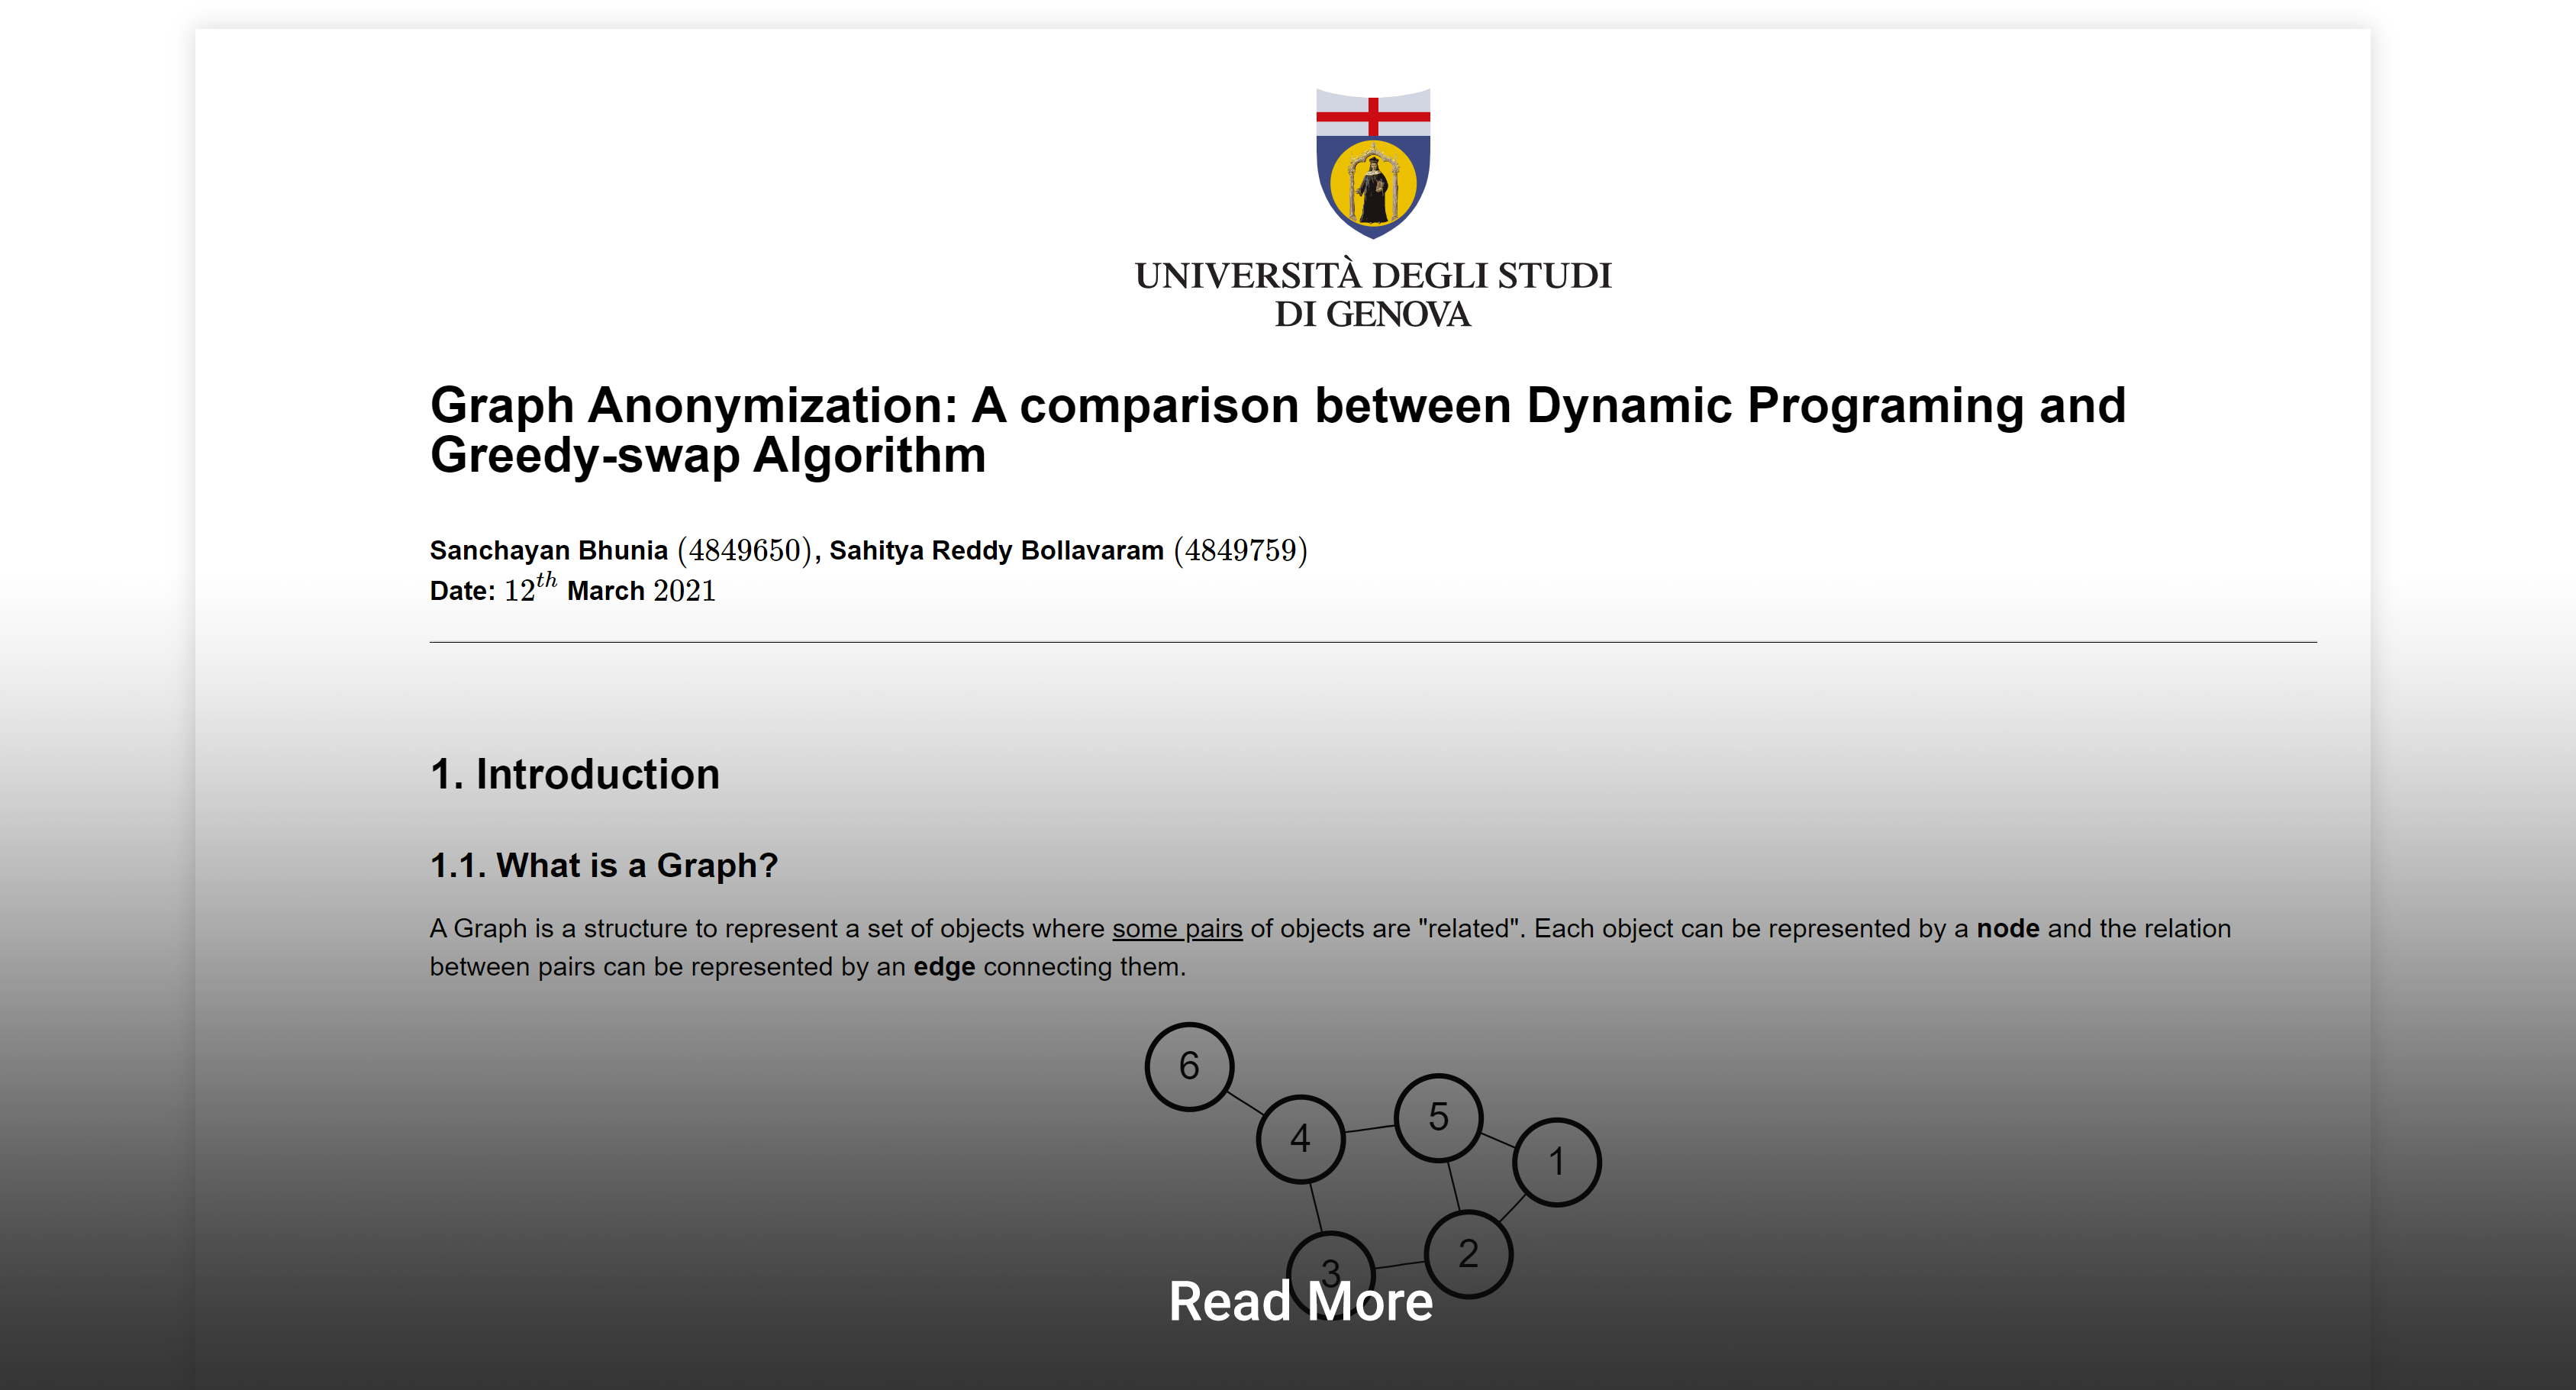 UNIVERSITÀ DEGLI STUDI
DI GENOVA
Graph Anonymization: A comparison between Dynamic Programing and
Greedy-swap Algorithm
Sanchayan Bhunia (4849650), Sahitya Reddy Bollavaram (4849759)
Date: 12th March 2021
1. Introduction
1.1. What is a Graph?
A Graph is a structure to represent a set of objects where some pairs of objects are "related". Each object can be represented by a node and the relation
between pairs can be represented by an edge connecting them.
6
5
4
1
2
3
Read More